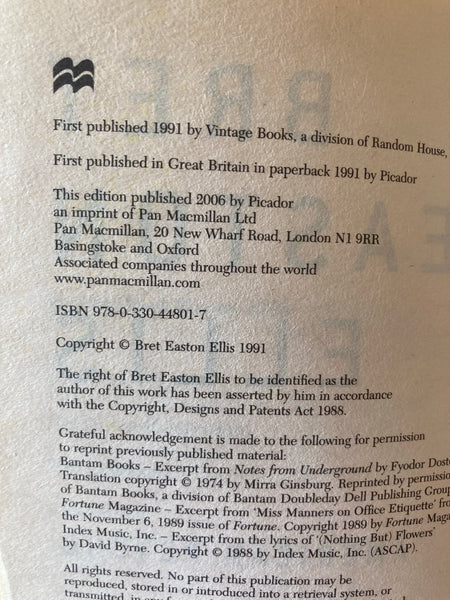 First published 1991 by Vintage Books, a division of Random House,
First published in Great Britain in paperback 1991 by Picador
This edition published 2006 by Picador
an imprint of Pan Macmillan Ltd
Pan Macmillan, 20 New Wharf Road, London N1 9RR
Basingstoke and Oxford
Associated companies throughout the world
www.panmacmillan.com
ISBN 978-0-330-44801-7
Copyright © Bret Easton Ellis 1991
The right of Bret Easton Ellis to be identified as the
author of this work has been asserted by him in accordance
with the Copyright, Designs and Patents Act 1988.
Grateful acknowledgement is made to the following for permission
to reprint previously published material:
Bantam Books – Excerpt from Notes from Underground by Fyodor Dosto
Translation copyright © 1974 by Mirra Ginsburg. Reprinted by permission
of Bantam Books, a division of Bantam Doubleday Dell Publishing Group
Fortune Magazine – Excerpt from 'Miss Manners on Office Etiquette' fro
the November 6, 1989 issue of Fortune. Copyright 1989 by Fortune Maga
Index Music, Inc. – Excerpt from the lyrics of '(Nothing But) Flowers'
by David Byrne. Copyright © 1988 by Index Music, Inc. (ASCAP).
All rights reserved. No part of this publication may be
reproduced, stored in or introduced into a retrieval system, or
transmitted, in any